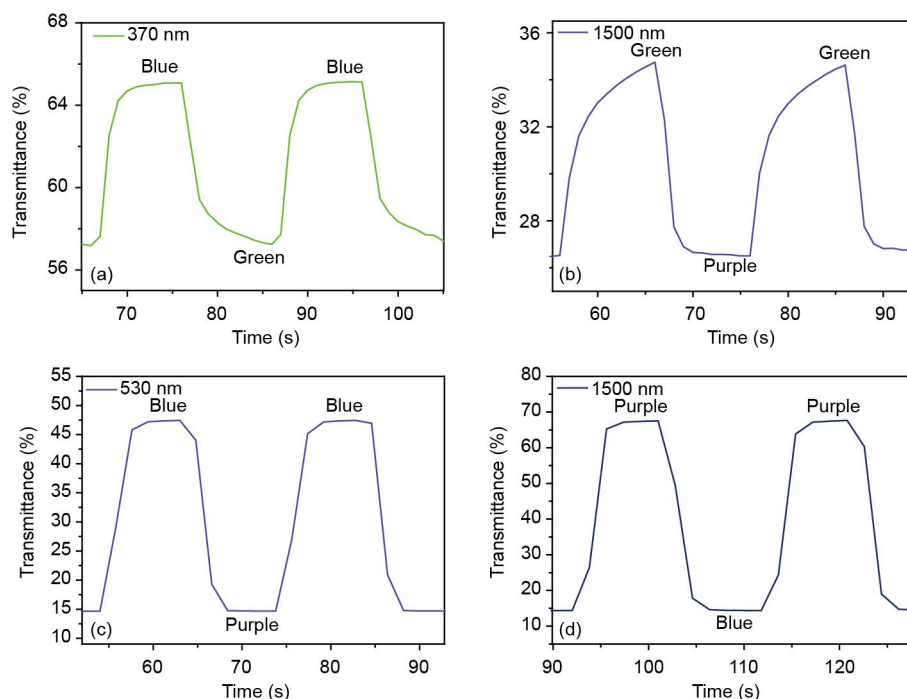 68
64
60
56
Transmittance (%)
370 nm
Blue
Blue
Green
(a)
70
80
90
100
Time (s)
36
32
28
Transmittance (%)
1500 nm
Green
Green
Purple
(b)
60
70
80
90
Time (s)
55
50
45
40
35
30
25
20
15
10
Transmittance (%)
530 nm
Blue
Blue
Purple
(c)
60
70
80
90
Time (s)
80
70
60
50
40
30
20
10
0
Transmittance (%)
1500 nm
Purple
Purple
Blue
(d)
90
100
110
120
Time (s)